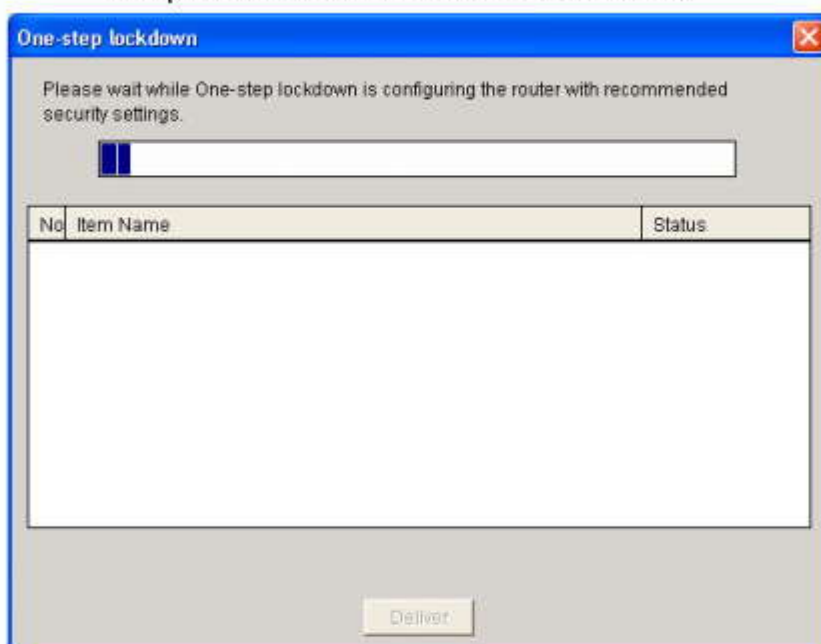 One-step lockdown
Please wait while One-step lockdown is configuring the router with recommended
security settings.
No Item Name Status
Deliver